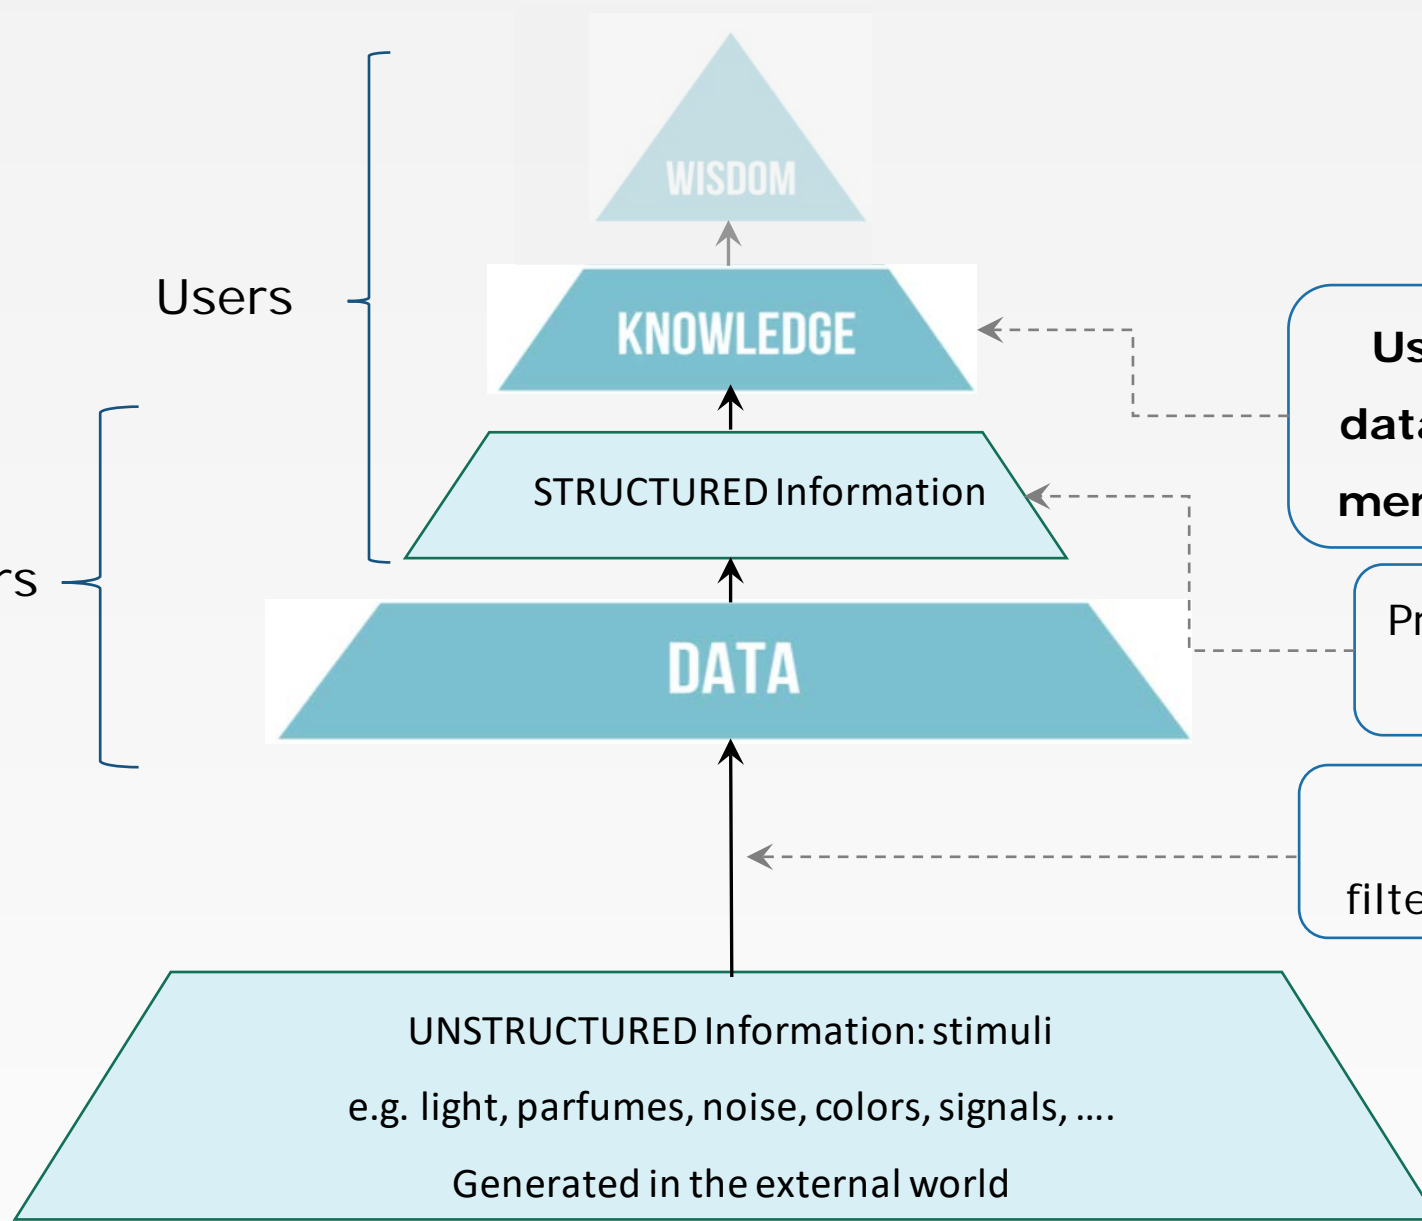 WISDOM
Users
KNOWLEDGE
STRUCTURED Information
DATA
UNSTRUCTURED Information: stimuli
e.g. light, parfumes, noise, colors, signals, ....
Generated in the external world